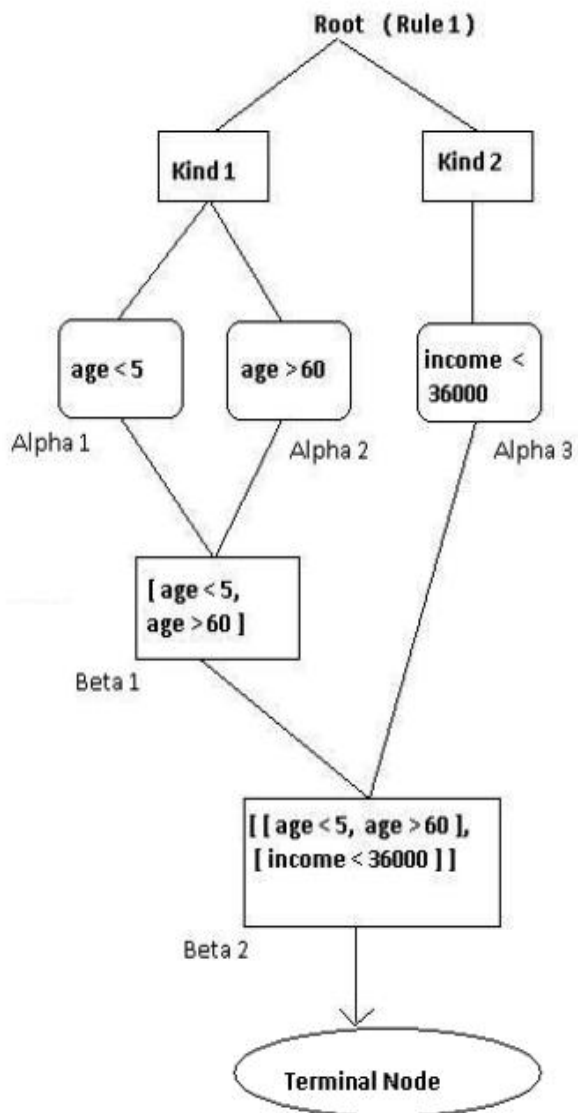 Root (Rule 1)
Kind 1
Kind 2
age < 5
age > 60
income <
36000
Alpha 1
Alpha 2
Alpha 3
[ age < 5,
age > 60 ]
Beta 1
[ [ age < 5, age > 60 ],
[ income < 36000 ] ]
Beta 2
Terminal Node